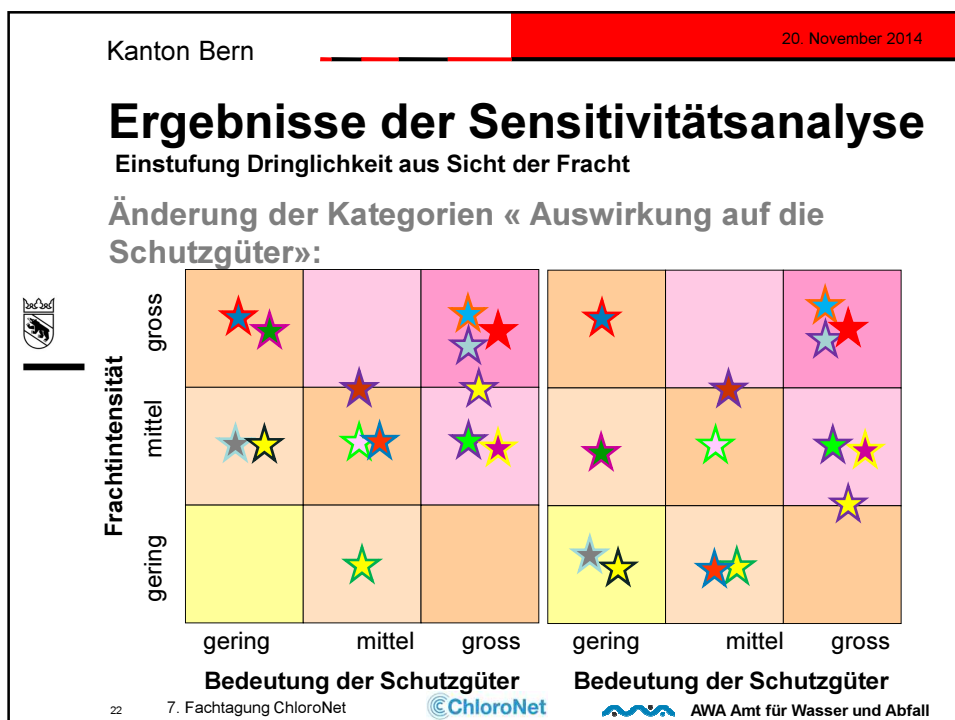 Kanton Bern
20. November 2014
Ergebnisse der Sensitivitätsanalyse
Einstufung Dringlichkeit aus Sicht der Fracht
Änderung der Kategorien « Auswirkung auf die
Schutzgüter»:
Frachtintensität
gross
mittel
gering
gering mittel gross
gering mittel gross
Bedeutung der Schutzgüter
Bedeutung der Schutzgüter
22 7. Fachtagung ChloroNet
ChloroNet
AWA Amt für Wasser und Abfall